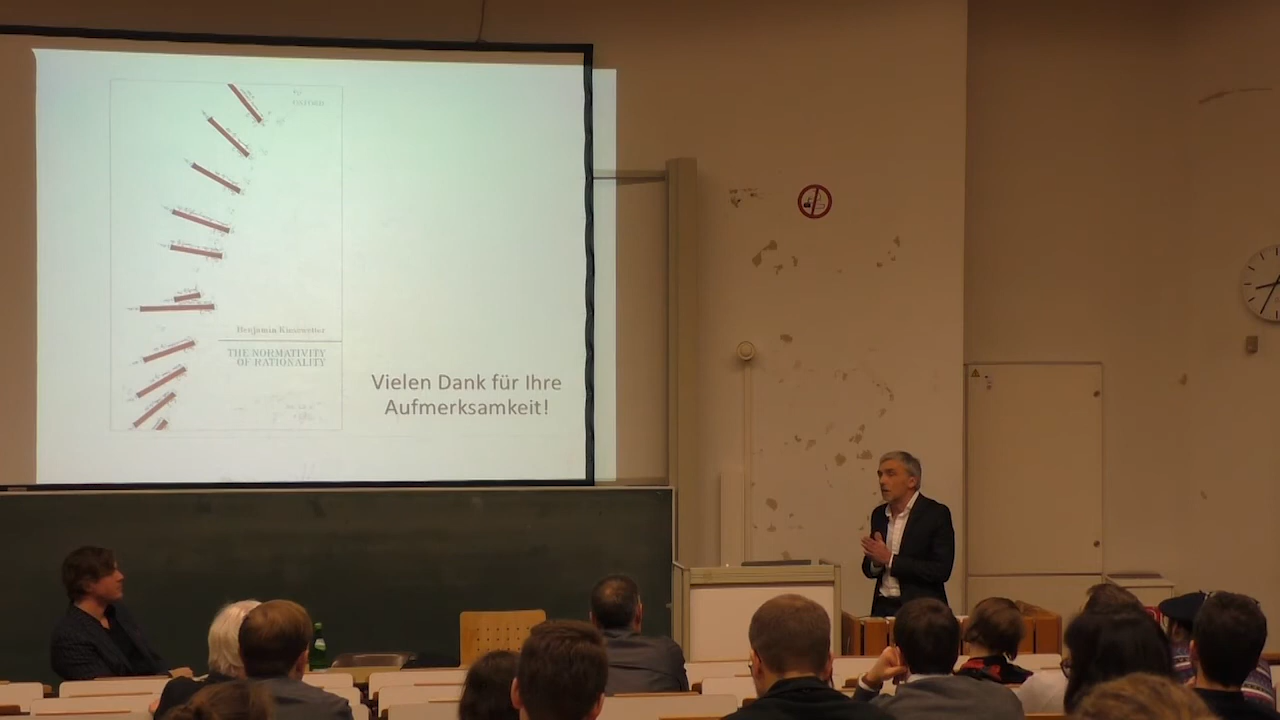 Benjamin Kiesewetter
THE NORMATIVITY
OF RATIONALITY
Vielen Dank für Ihre
Aufmerksamkeit!